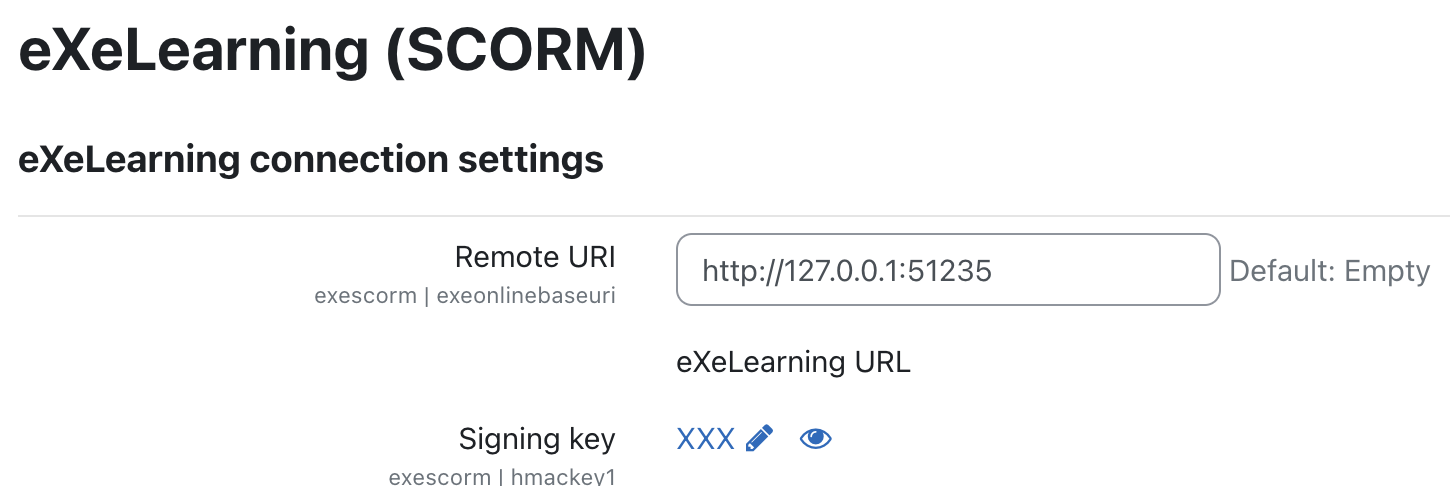 eXeLearning (SCORM)
eXeLearning connection settings
Remote URI
http://127.0.0.1:51235 Default: Empty
exescorm | exeonlinebaseuri
eXeLearning URL
Signing key XXX
exescorm | hmackey1